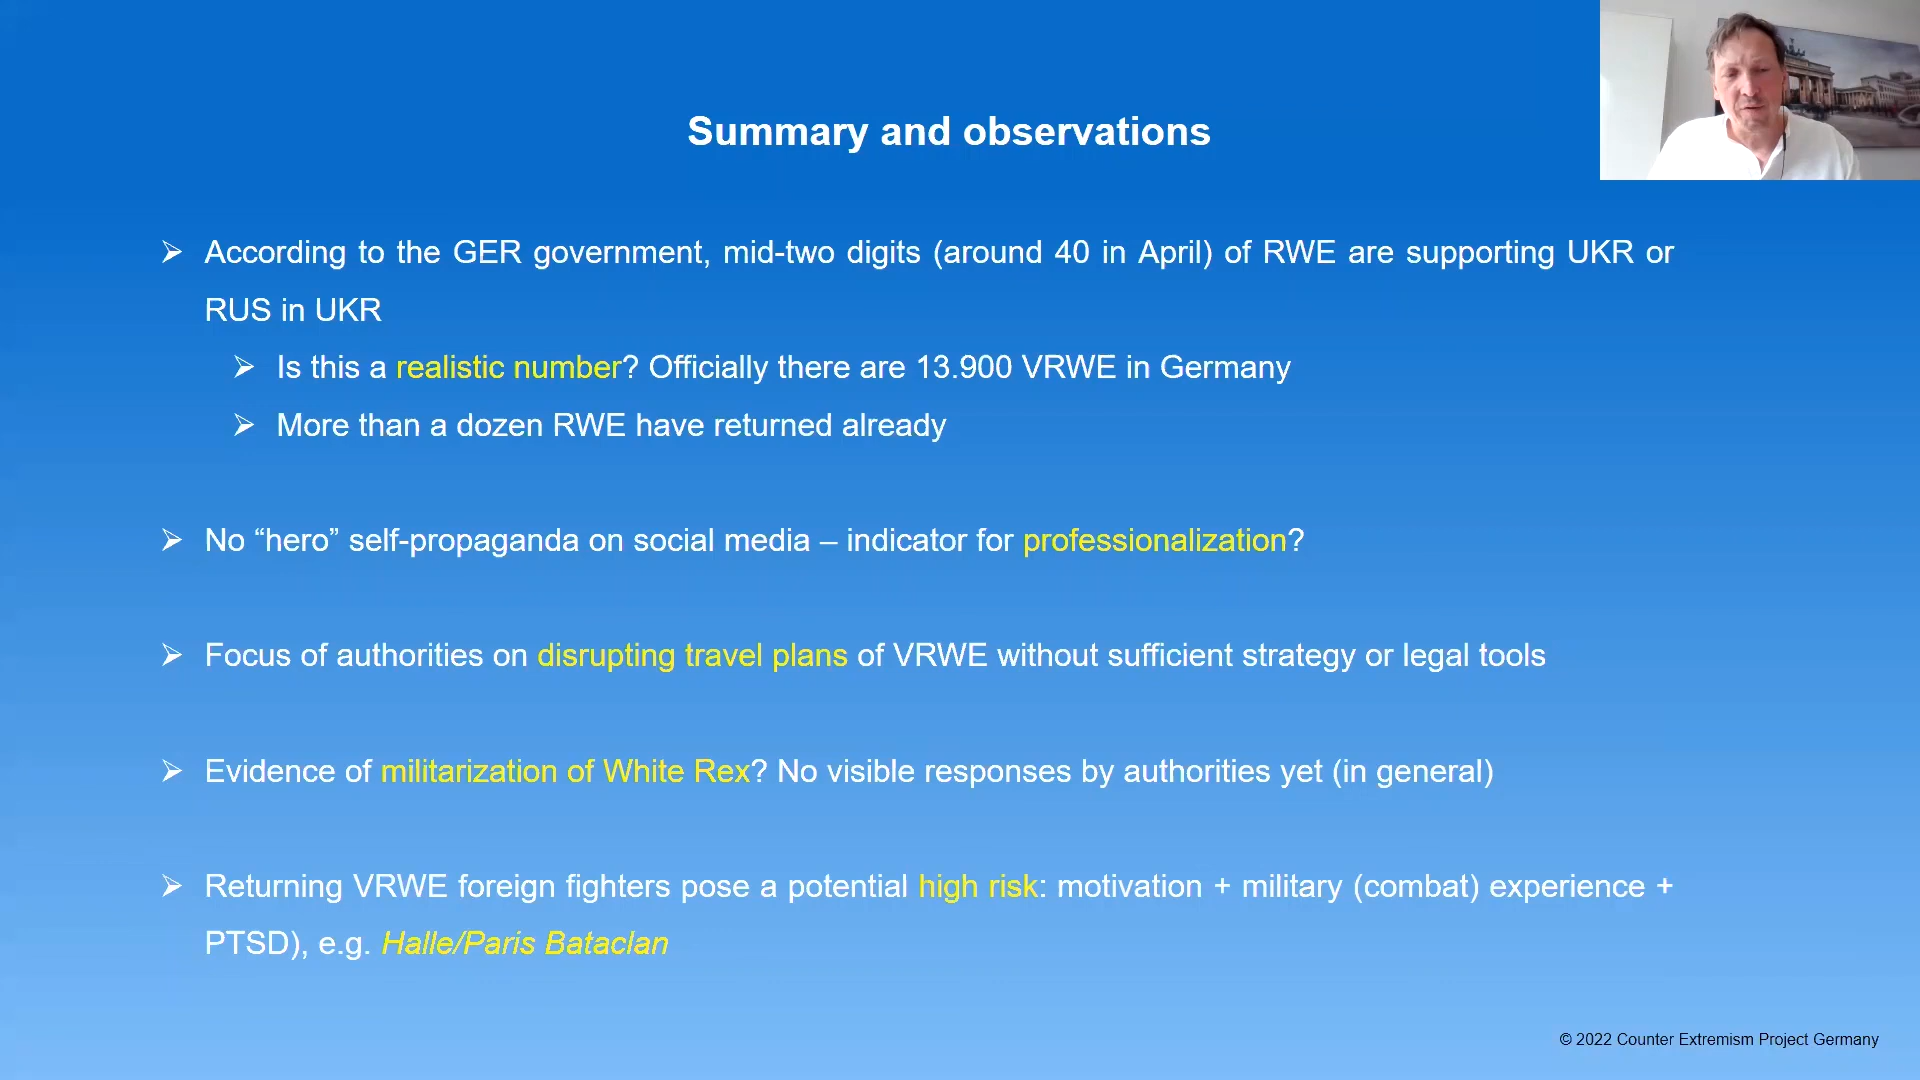 Summary and observations
➢ According to the GER government, mid-two digits (around 40 in April) of RWE are supporting UKR or
RUS in UKR
➢ Is this a realistic number? Officially there are 13.900 VRWE in Germany
➢ More than a dozen RWE have returned already
➢ No “hero” self-propaganda on social media – indicator for professionalization?
➢ Focus of authorities on disrupting travel plans of VRWE without sufficient strategy or legal tools
➢ Evidence of militarization of White Rex? No visible responses by authorities yet (in general)
➢ Returning VRWE foreign fighters pose a potential high risk: motivation + military (combat) experience +
PTSD), e.g. Halle/Paris Bataclan
© 2022 Counter Extremism Project Germany